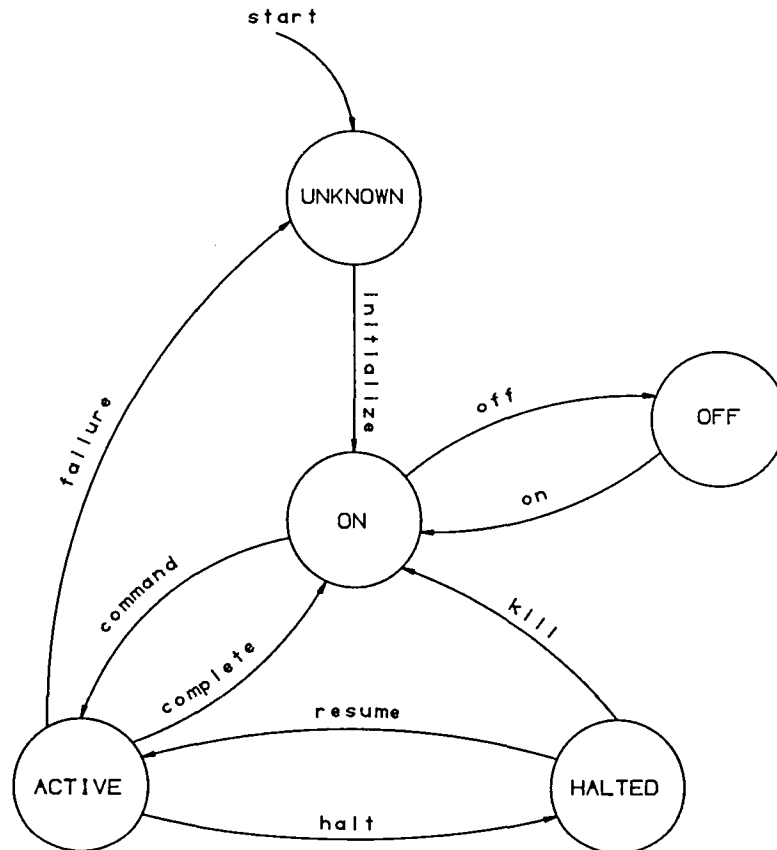 start
UNKNOWN
initialize
off
OFF
failure
on
ON
command
kill
complete
resume
ACTIVE
HALTED
halt